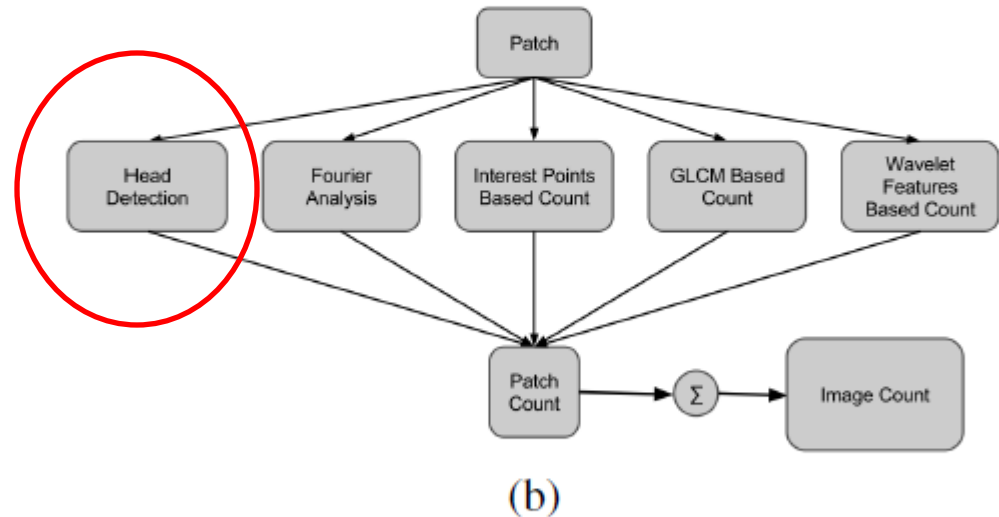 Patch
Head
Detection
Fourier
Analysis
Interest Points
Based Count
GLCM Based
Count
Wavelet
Features
Based Count
Patch
Count
Σ
Image Count
(b)